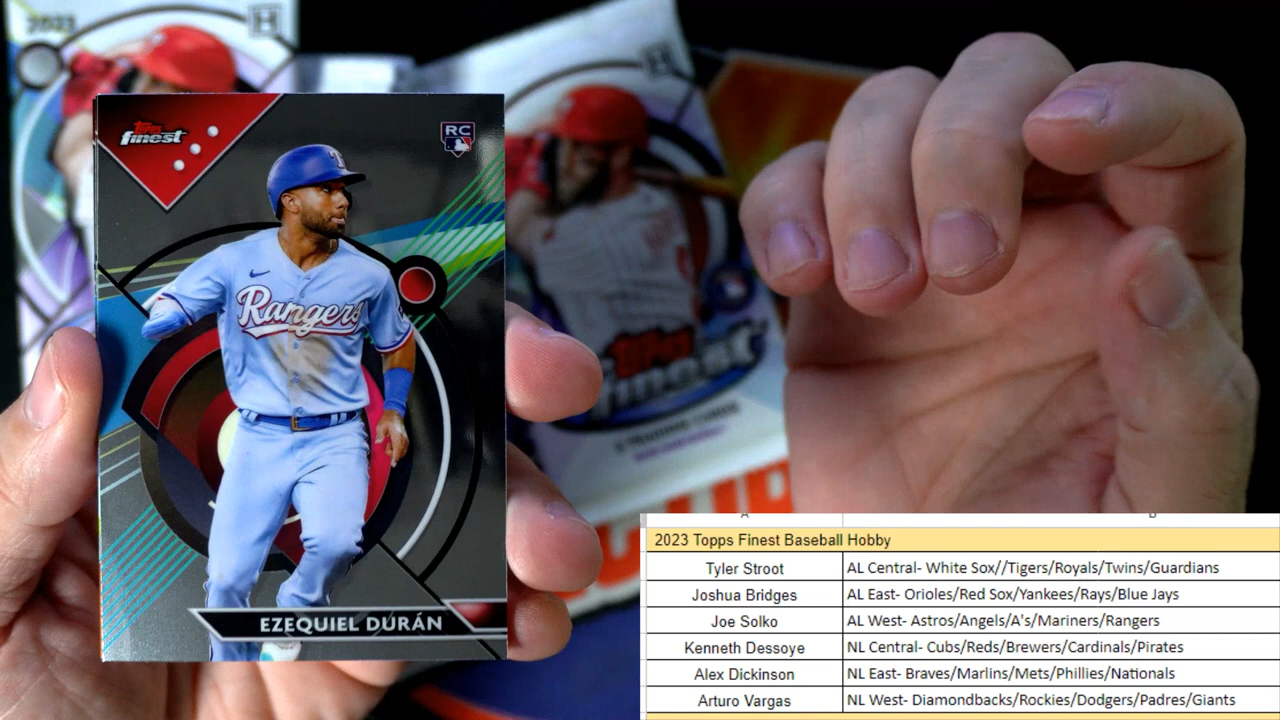 2023
H
H
Topps
finest
RC
Rangers
EZEQUIEL DURÁN
Topps
finest
A
B
2023 Topps Finest Baseball Hobby
Tyler Stroot AL Central- White Sox//Tigers/Royals/Twins/Guardians
Joshua Bridges AL East- Orioles/Red Sox/Yankees/Rays/Blue Jays
Joe Solko AL West- Astros/Angels/A's/Mariners/Rangers
Kenneth Dessoye NL Central- Cubs/Reds/Brewers/Cardinals/Pirates
Alex Dickinson NL East- Braves/Marlins/Mets/Phillies/Nationals
Arturo Vargas NL West- Diamondbacks/Rockies/Dodgers/Padres/Giants